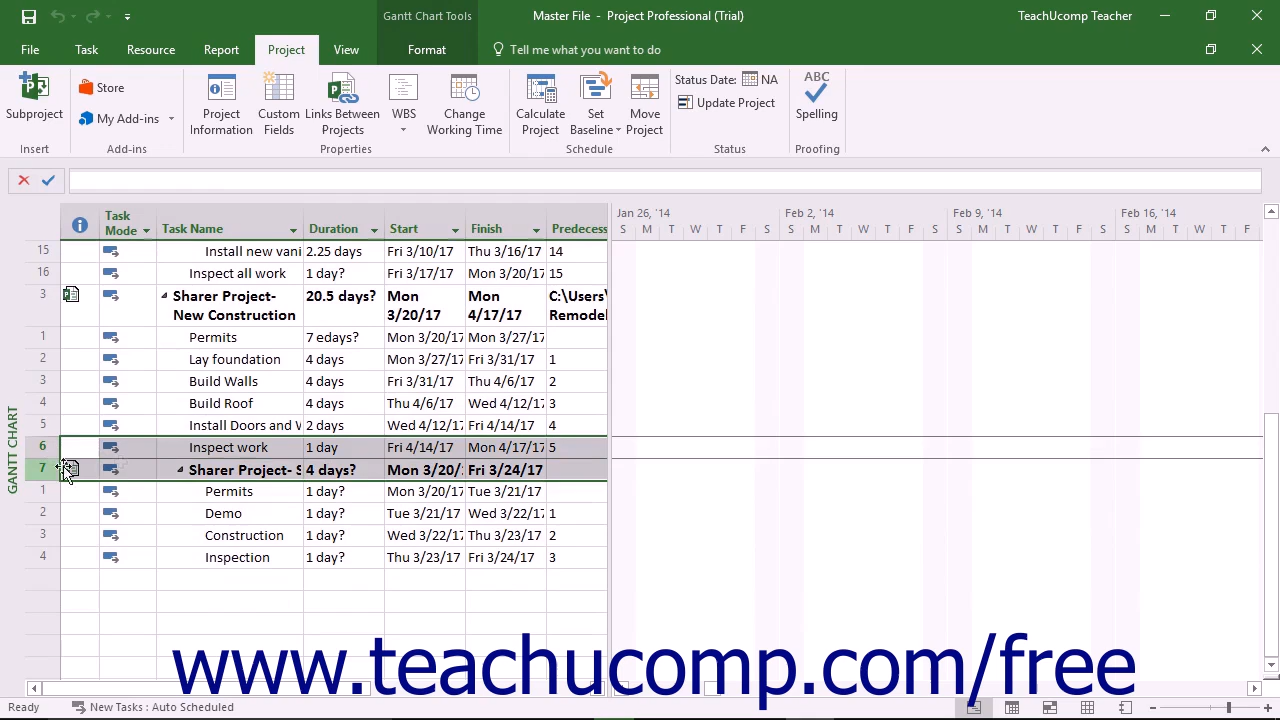 Gantt Chart Tools
Master File - Project Professional (Trial)
TeachUcomp Teacher
File Task Resource Report Project View Format Tell me what you want to do
Subproject
Insert
Store
My Add-ins
Add-ins
Project Information
Custom Fields
Links Between Projects
WBS
Change Working Time
Properties
Calculate Project
Set Baseline
Move Project
Schedule
Status Date: NA
Update Project
Status
ABC
Spelling
Proofing
GANTT CHART
Task Mode Task Name Duration Start Finish Predecess
15 Install new vani 2.25 days Fri 3/10/17 Thu 3/16/17 14
16 Inspect all work 1 day? Fri 3/17/17 Mon 3/20/17 15
3 Sharer Project- New Construction 20.5 days? Mon 3/20/17 Mon 4/17/17 C:\Users\ Remodel
1 Permits 7 edays? Mon 3/20/17 Mon 3/27/17
2 Lay foundation 4 days Mon 3/27/17 Fri 3/31/17 1
3 Build Walls 4 days Fri 3/31/17 Thu 4/6/17 2
4 Build Roof 4 days Thu 4/6/17 Wed 4/12/17 3
5 Install Doors and W 2 days Wed 4/12/17 Fri 4/14/17 4
6 Inspect work 1 day Fri 4/14/17 Mon 4/17/17 5
7 Sharer Project- S 4 days? Mon 3/20/ Fri 3/24/17
1 Permits 1 day? Mon 3/20/17 Tue 3/21/17
2 Demo 1 day? Tue 3/21/17 Wed 3/22/17 1
3 Construction 1 day? Wed 3/22/17 Thu 3/23/17 2
4 Inspection 1 day? Thu 3/23/17 Fri 3/24/17 3
Jan 26, '14 Feb 2, '14 Feb 9, '14 Feb 16, '14
S M T W T F S S M T W T F S S M T W T F S S M T W T F
www.teachucomp.com/free
Ready New Tasks : Auto Scheduled